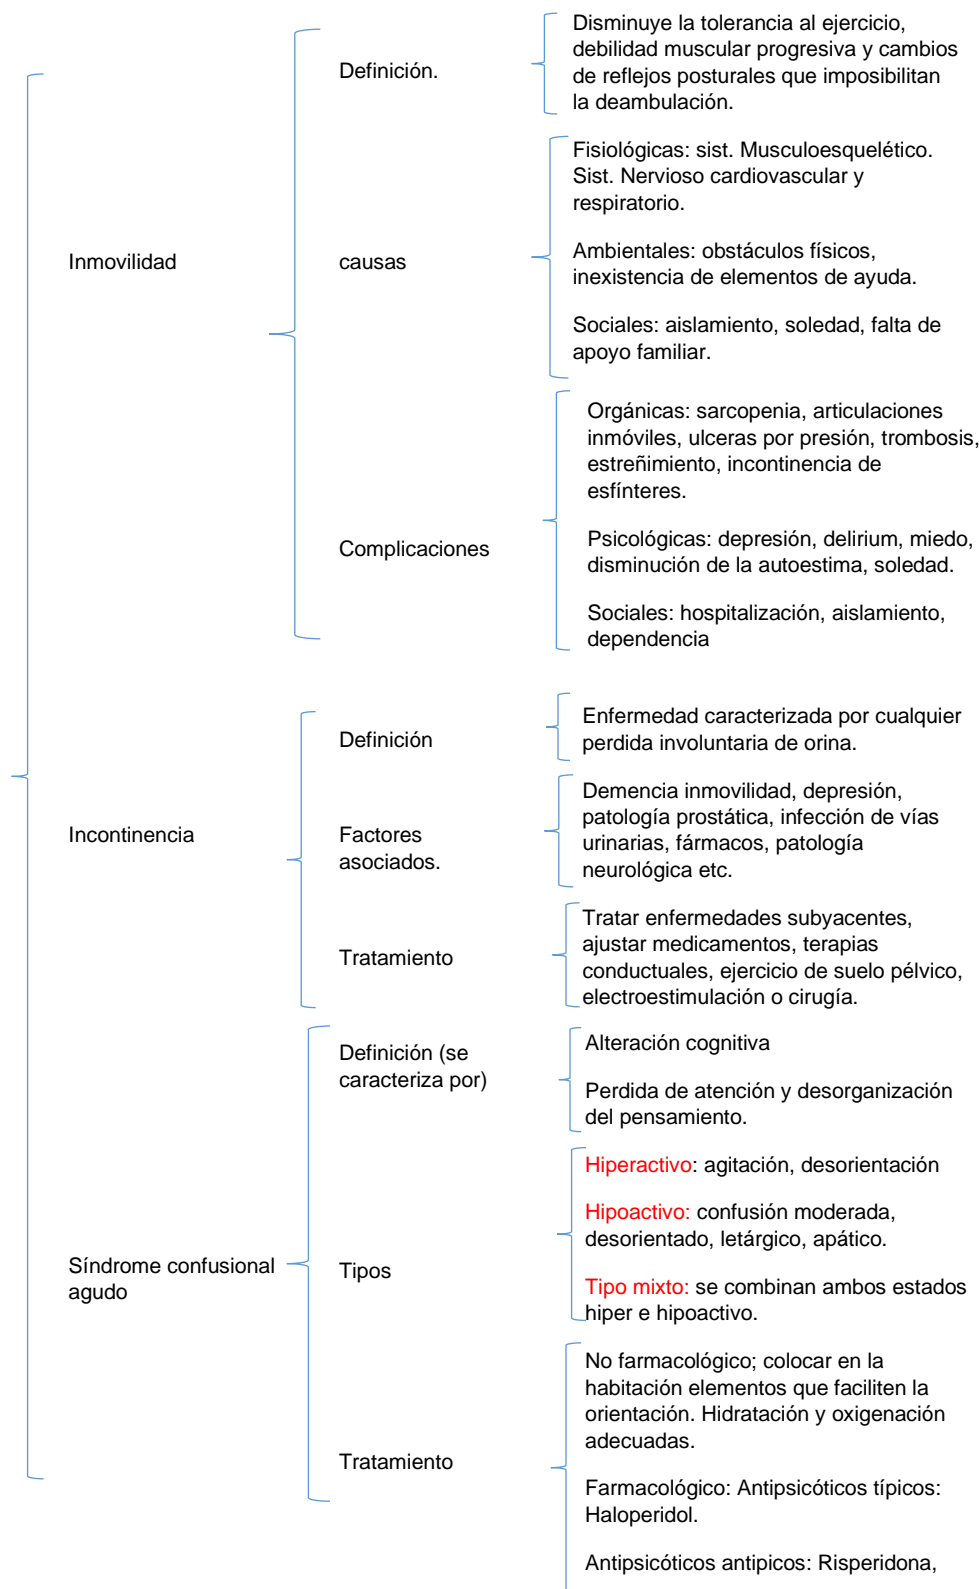 Inmovilidad
Definición.
Disminuye la tolerancia al ejercicio,
debilidad muscular progresiva y cambios
de reflejos posturales que imposibilitan
la deambulación.
causas
Fisiológicas: sist. Musculoesquelético.
Sist. Nervioso cardiovascular y
respiratorio.
Ambientales: obstáculos físicos,
inexistencia de elementos de ayuda.
Sociales: aislamiento, soledad, falta de
apoyo familiar.
Complicaciones
Orgánicas: sarcopenia, articulaciones
inmóviles, ulceras por presión, trombosis,
estreñimiento, incontinencia de
esfínteres.
Psicológicas: depresión, delirium, miedo,
disminución de la autoestima, soledad.
Sociales: hospitalización, aislamiento,
dependencia
Incontinencia
Definición
Enfermedad caracterizada por cualquier
perdida involuntaria de orina.
Factores
asociados.
Demencia inmovilidad, depresión,
patología prostática, infección de vías
urinarias, fármacos, patología
neurológica etc.
Tratamiento
Tratar enfermedades subyacentes,
ajustar medicamentos, terapias
conductuales, ejercicio de suelo pélvico,
electroestimulación o cirugía.
Síndrome confusional
agudo
Definición (se
caracteriza por)
Alteración cognitiva
Perdida de atención y desorganización
del pensamiento.
Tipos
Hiperactivo: agitación, desorientación
Hipoactivo: confusión moderada,
desorientado, letárgico, apático.
Tipo mixto: se combinan ambos estados
hiper e hipoactivo.
Tratamiento
No farmacológico; colocar en la
habitación elementos que faciliten la
orientación. Hidratación y oxigenación
adecuadas.
Farmacológico: Antipsicóticos típicos:
Haloperidol.
Antipsicóticos antipicos: Risperidona,